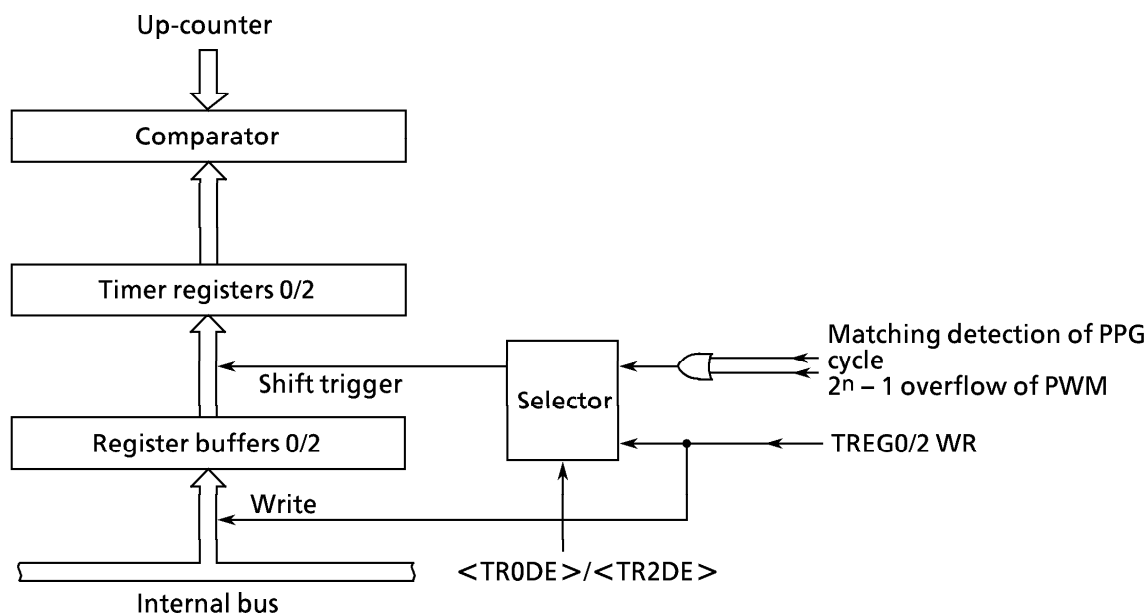 Up-counter
Comparator
Timer registers 0/2
Matching detection of PPG
cycle
2ⁿ – 1 overflow of PWM
Shift trigger
Selector
Register buffers 0/2
TREG0/2 WR
Write
<TR0DE>/<TR2DE>
Internal bus